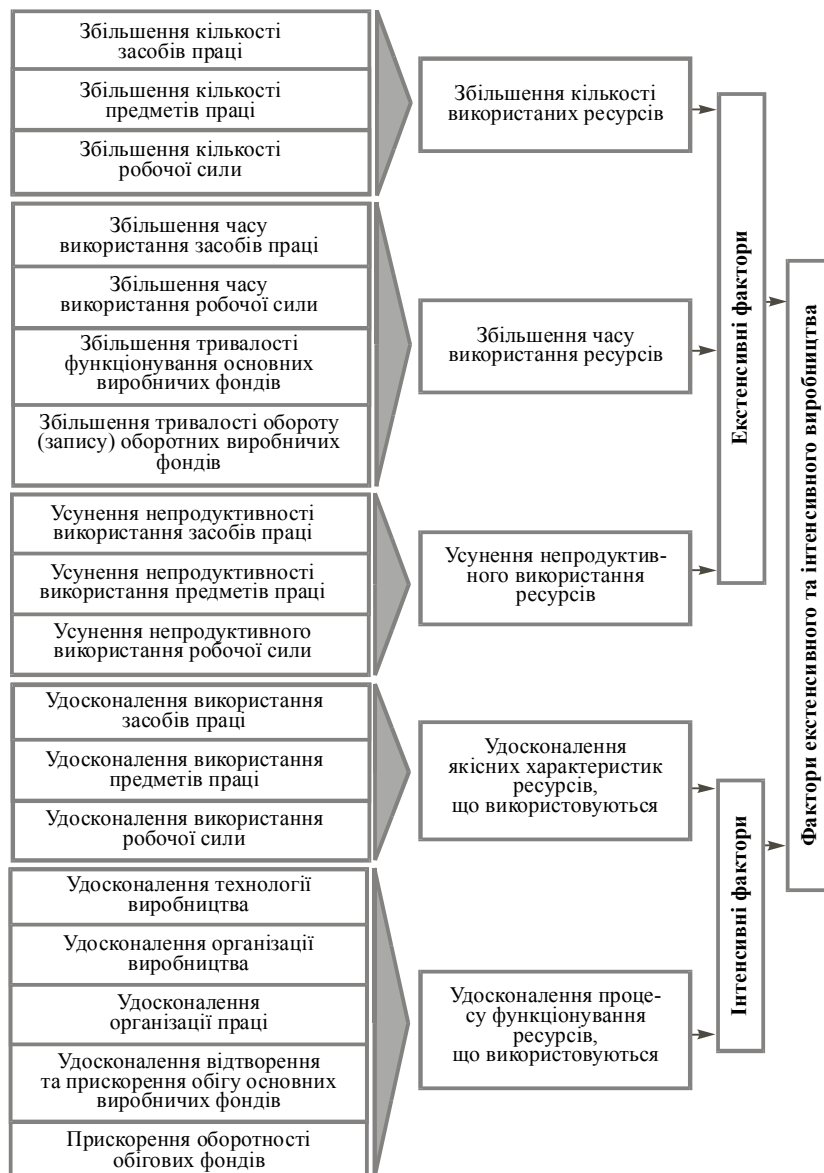 Збільшення кількості
засобів праці
Збільшення кількості
предметів праці
Збільшення кількості
робочої сили
Збільшення кількості
використаних ресурсів
Збільшення часу
використання засобів праці
Збільшення часу
використання робочої сили
Збільшення тривалості
функціонування основних
виробничих фондів
Збільшення тривалості обороту
(запису) оборотних виробничих
фондів
Збільшення часу
використання ресурсів
Усунення непродуктивності
використання засобів праці
Усунення непродуктивності
використання предметів праці
Усунення непродуктивного
використання робочої сили
Усунення непродуктив-
ного використання
ресурсів
Екстенсивні фактори
Удосконалення використання
засобів праці
Удосконалення використання
предметів праці
Удосконалення використання
робочої сили
Удосконалення
якісних характеристик
ресурсів,
що використовуються
Удосконалення технології
виробництва
Удосконалення організації
виробництва
Удосконалення
організації праці
Удосконалення відтворення
та прискорення обігу основних
виробничих фондів
Прискорення оборотності
обігових фондів
Удосконалення проце-
су функціонування
ресурсів,
що використовуються
Інтенсивні фактори
Фактори екстенсивного та інтенсивного виробництва